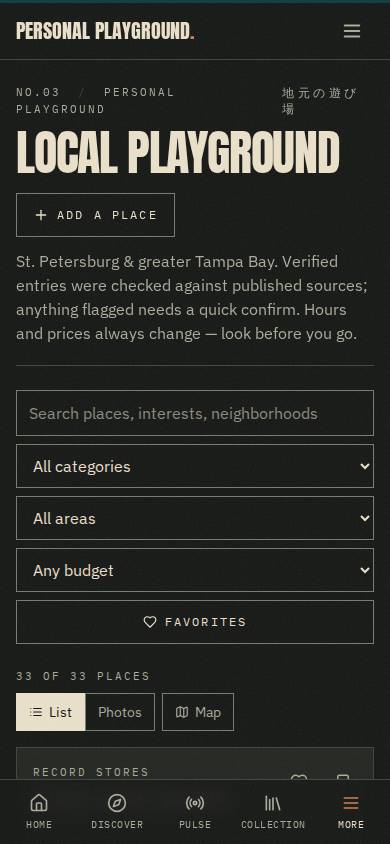 PERSONAL PLAYGROUND.
NO.03 / PERSONAL
PLAYGROUND
地元の遊び
場
LOCAL PLAYGROUND
+ ADD A PLACE
St. Petersburg & greater Tampa Bay. Verified
entries were checked against published sources;
anything flagged needs a quick confirm. Hours
and prices always change — look before you go.
Search places, interests, neighborhoods
All categories
All areas
Any budget
FAVORITES
33 OF 33 PLACES
List
Photos
Map
RECORD STORES
HOME
DISCOVER
PULSE
COLLECTION
MORE